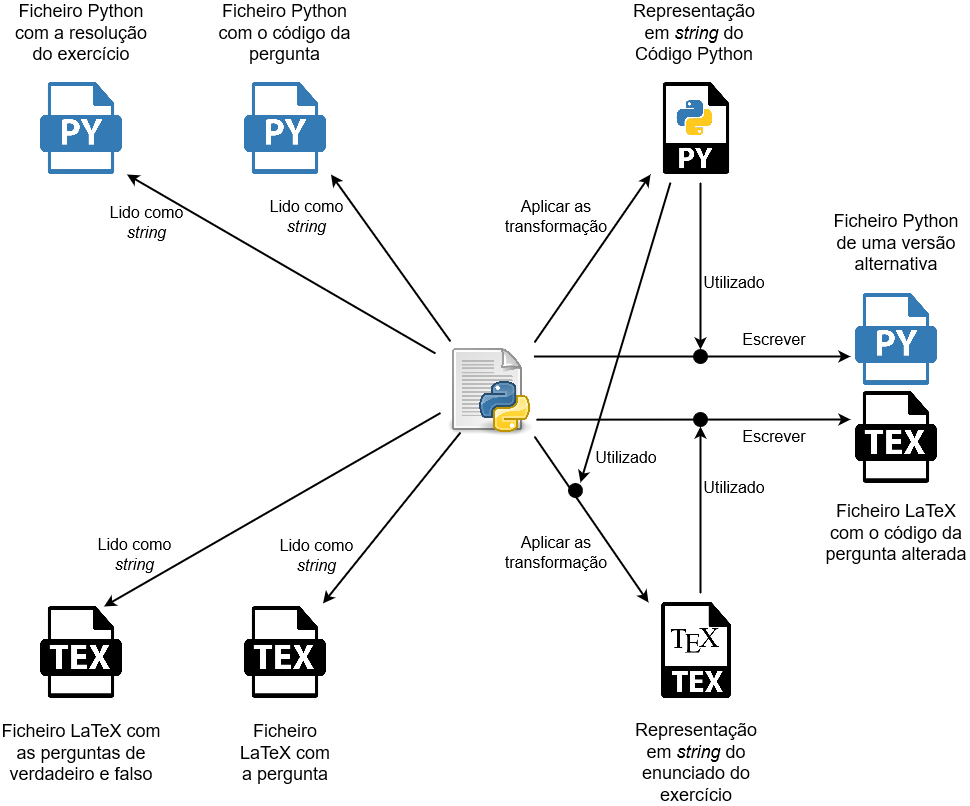 Ficheiro Python
com a resolução
do exercício
Ficheiro Python
com o código da
pergunta
Representação
em string do
Código Python
PY
PY
PY
Lido como
string
Lido como
string
Aplicar as
transformação
Ficheiro Python
de uma versão
alternativa
Utilizado
Escrever
PY
Escrever
TEX
Utilizado
Utilizado
Ficheiro LaTeX
com o código da
pergunta alterada
Lido como
string
Lido como
string
Aplicar as
transformação
TEX
TEX
TEX
TEX
Ficheiro LaTeX com
as perguntas de
verdadeiro e falso
Ficheiro
LaTeX com
a pergunta
Representação
em string do
enunciado do
exercício